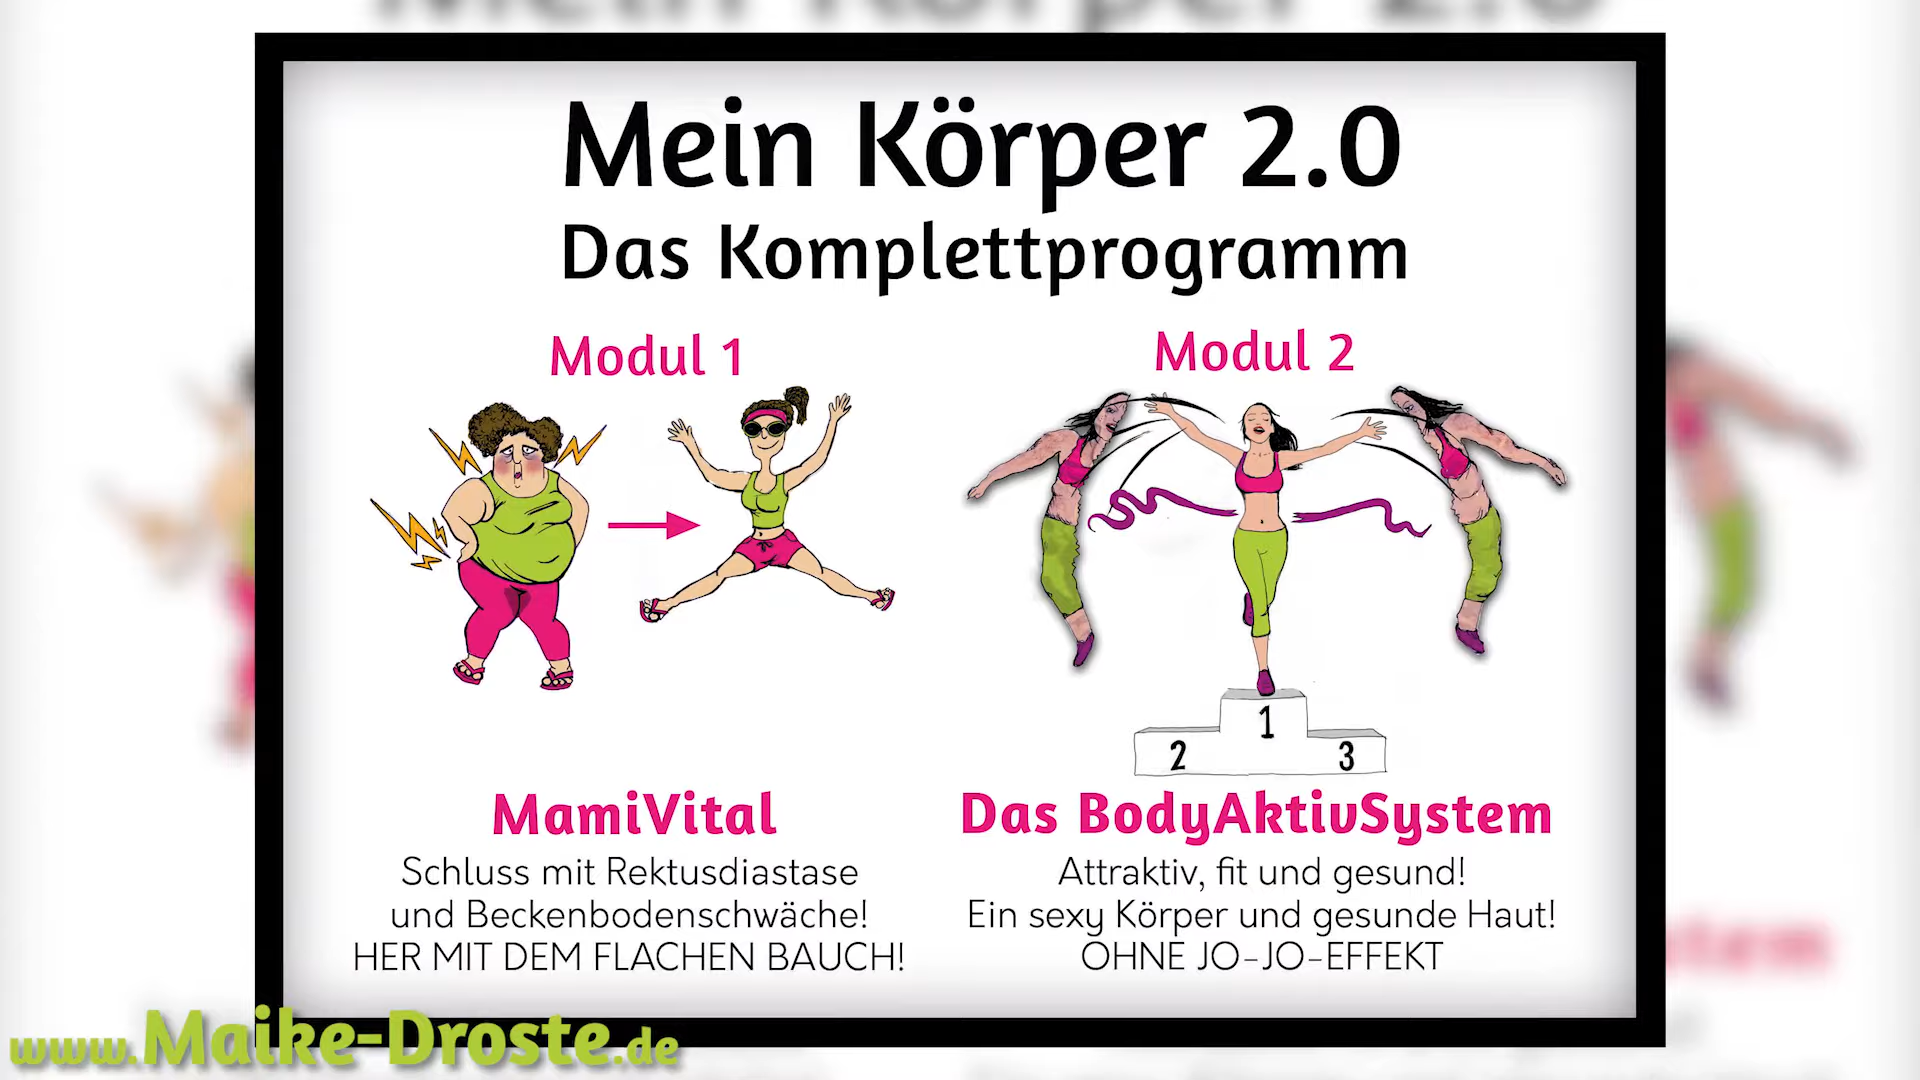 Mein Körper 2.0
Das Komplettprogramm
Modul 1
MamiVital
Schluss mit Rektusdiastase
und Beckenbodenschwäche!
HER MIT DEM FLACHEN BAUCH!
Modul 2
1
2
3
Das BodyAktivSystem
Attraktiv, fit und gesund!
Ein sexy Körper und gesunde Haut!
OHNE JO-JO-EFFEKT
www.Maike-Droste.de